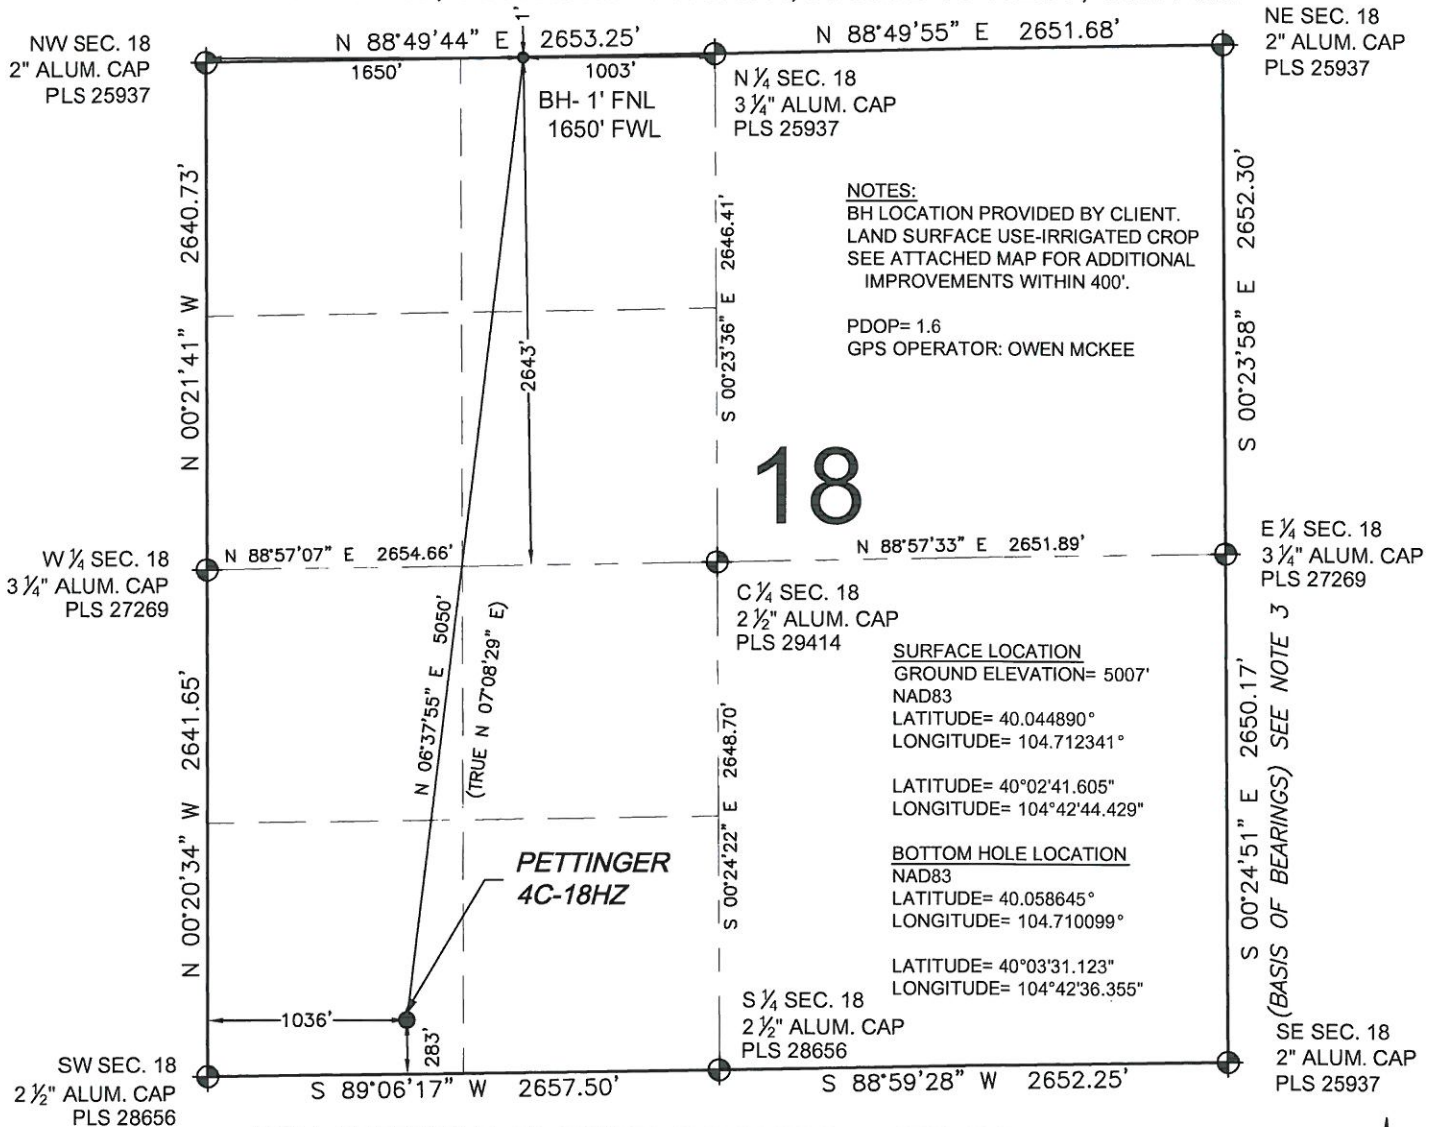 NW SEC. 18
2" ALUM. CAP
PLS 25937
N 88°49'44" E 2653.25'
1'
1650'
1003'
BH- 1' FNL
1650' FWL
N 88°49'55" E 2651.68'
NE SEC. 18
2" ALUM. CAP
PLS 25937
N ¼ SEC. 18
3 ¼" ALUM. CAP
PLS 25937
N 00°21'41" W 2640.73'
2643'
S 00°23'36" E 2646.41'
NOTES:
BH LOCATION PROVIDED BY CLIENT.
LAND SURFACE USE-IRRIGATED CROP
SEE ATTACHED MAP FOR ADDITIONAL
IMPROVEMENTS WITHIN 400'.
PDOP= 1.6
GPS OPERATOR: OWEN MCKEE
S 00°23'58" E 2652.30'
18
W ¼ SEC. 18
3 ¼" ALUM. CAP
PLS 27269
N 88°57'07" E 2654.66'
N 88°57'33" E 2651.89'
E ¼ SEC. 18
3 ¼" ALUM. CAP
PLS 27269
C ¼ SEC. 18
2 ½" ALUM. CAP
PLS 29414
N 00°20'34" W 2641.65'
N 06°37'55" E 5050'
(TRUE N 07°08'29" E)
S 00°24'22" E 2648.70'
SURFACE LOCATION
GROUND ELEVATION= 5007'
NAD83
LATITUDE= 40.044890°
LONGITUDE= 104.712341°
LATITUDE= 40°02'41.605"
LONGITUDE= 104°42'44.429"
BOTTOM HOLE LOCATION
NAD83
LATITUDE= 40.058645°
LONGITUDE= 104.710099°
LATITUDE= 40°03'31.123"
LONGITUDE= 104°42'36.355"
S 00°24'51" E 2650.17'
(BASIS OF BEARINGS) SEE NOTE 3
PETTINGER
4C-18HZ
1036'
283'
SW SEC. 18
2 ½" ALUM. CAP
PLS 28656
S 89°06'17" W 2657.50'
S ¼ SEC. 18
2 ½" ALUM. CAP
PLS 28656
S 88°59'28" W 2652.25'
SE SEC. 18
2" ALUM. CAP
PLS 25937